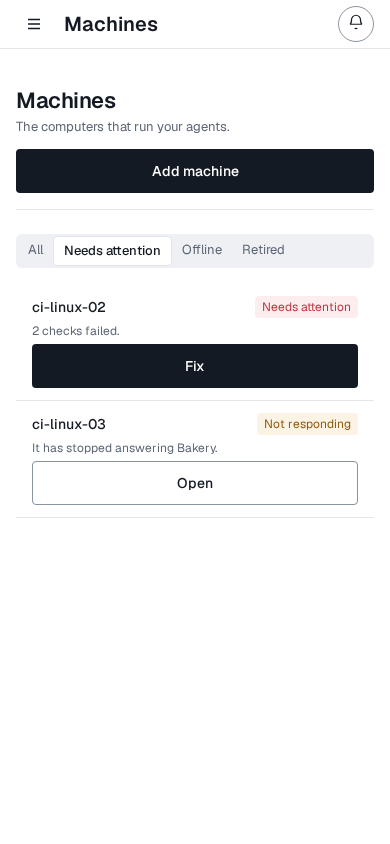 Machines
Machines
The computers that run your agents.
Add machine
All Needs attention Offline Retired
ci-linux-02 Needs attention
2 checks failed.
Fix
ci-linux-03 Not responding
It has stopped answering Bakery.
Open